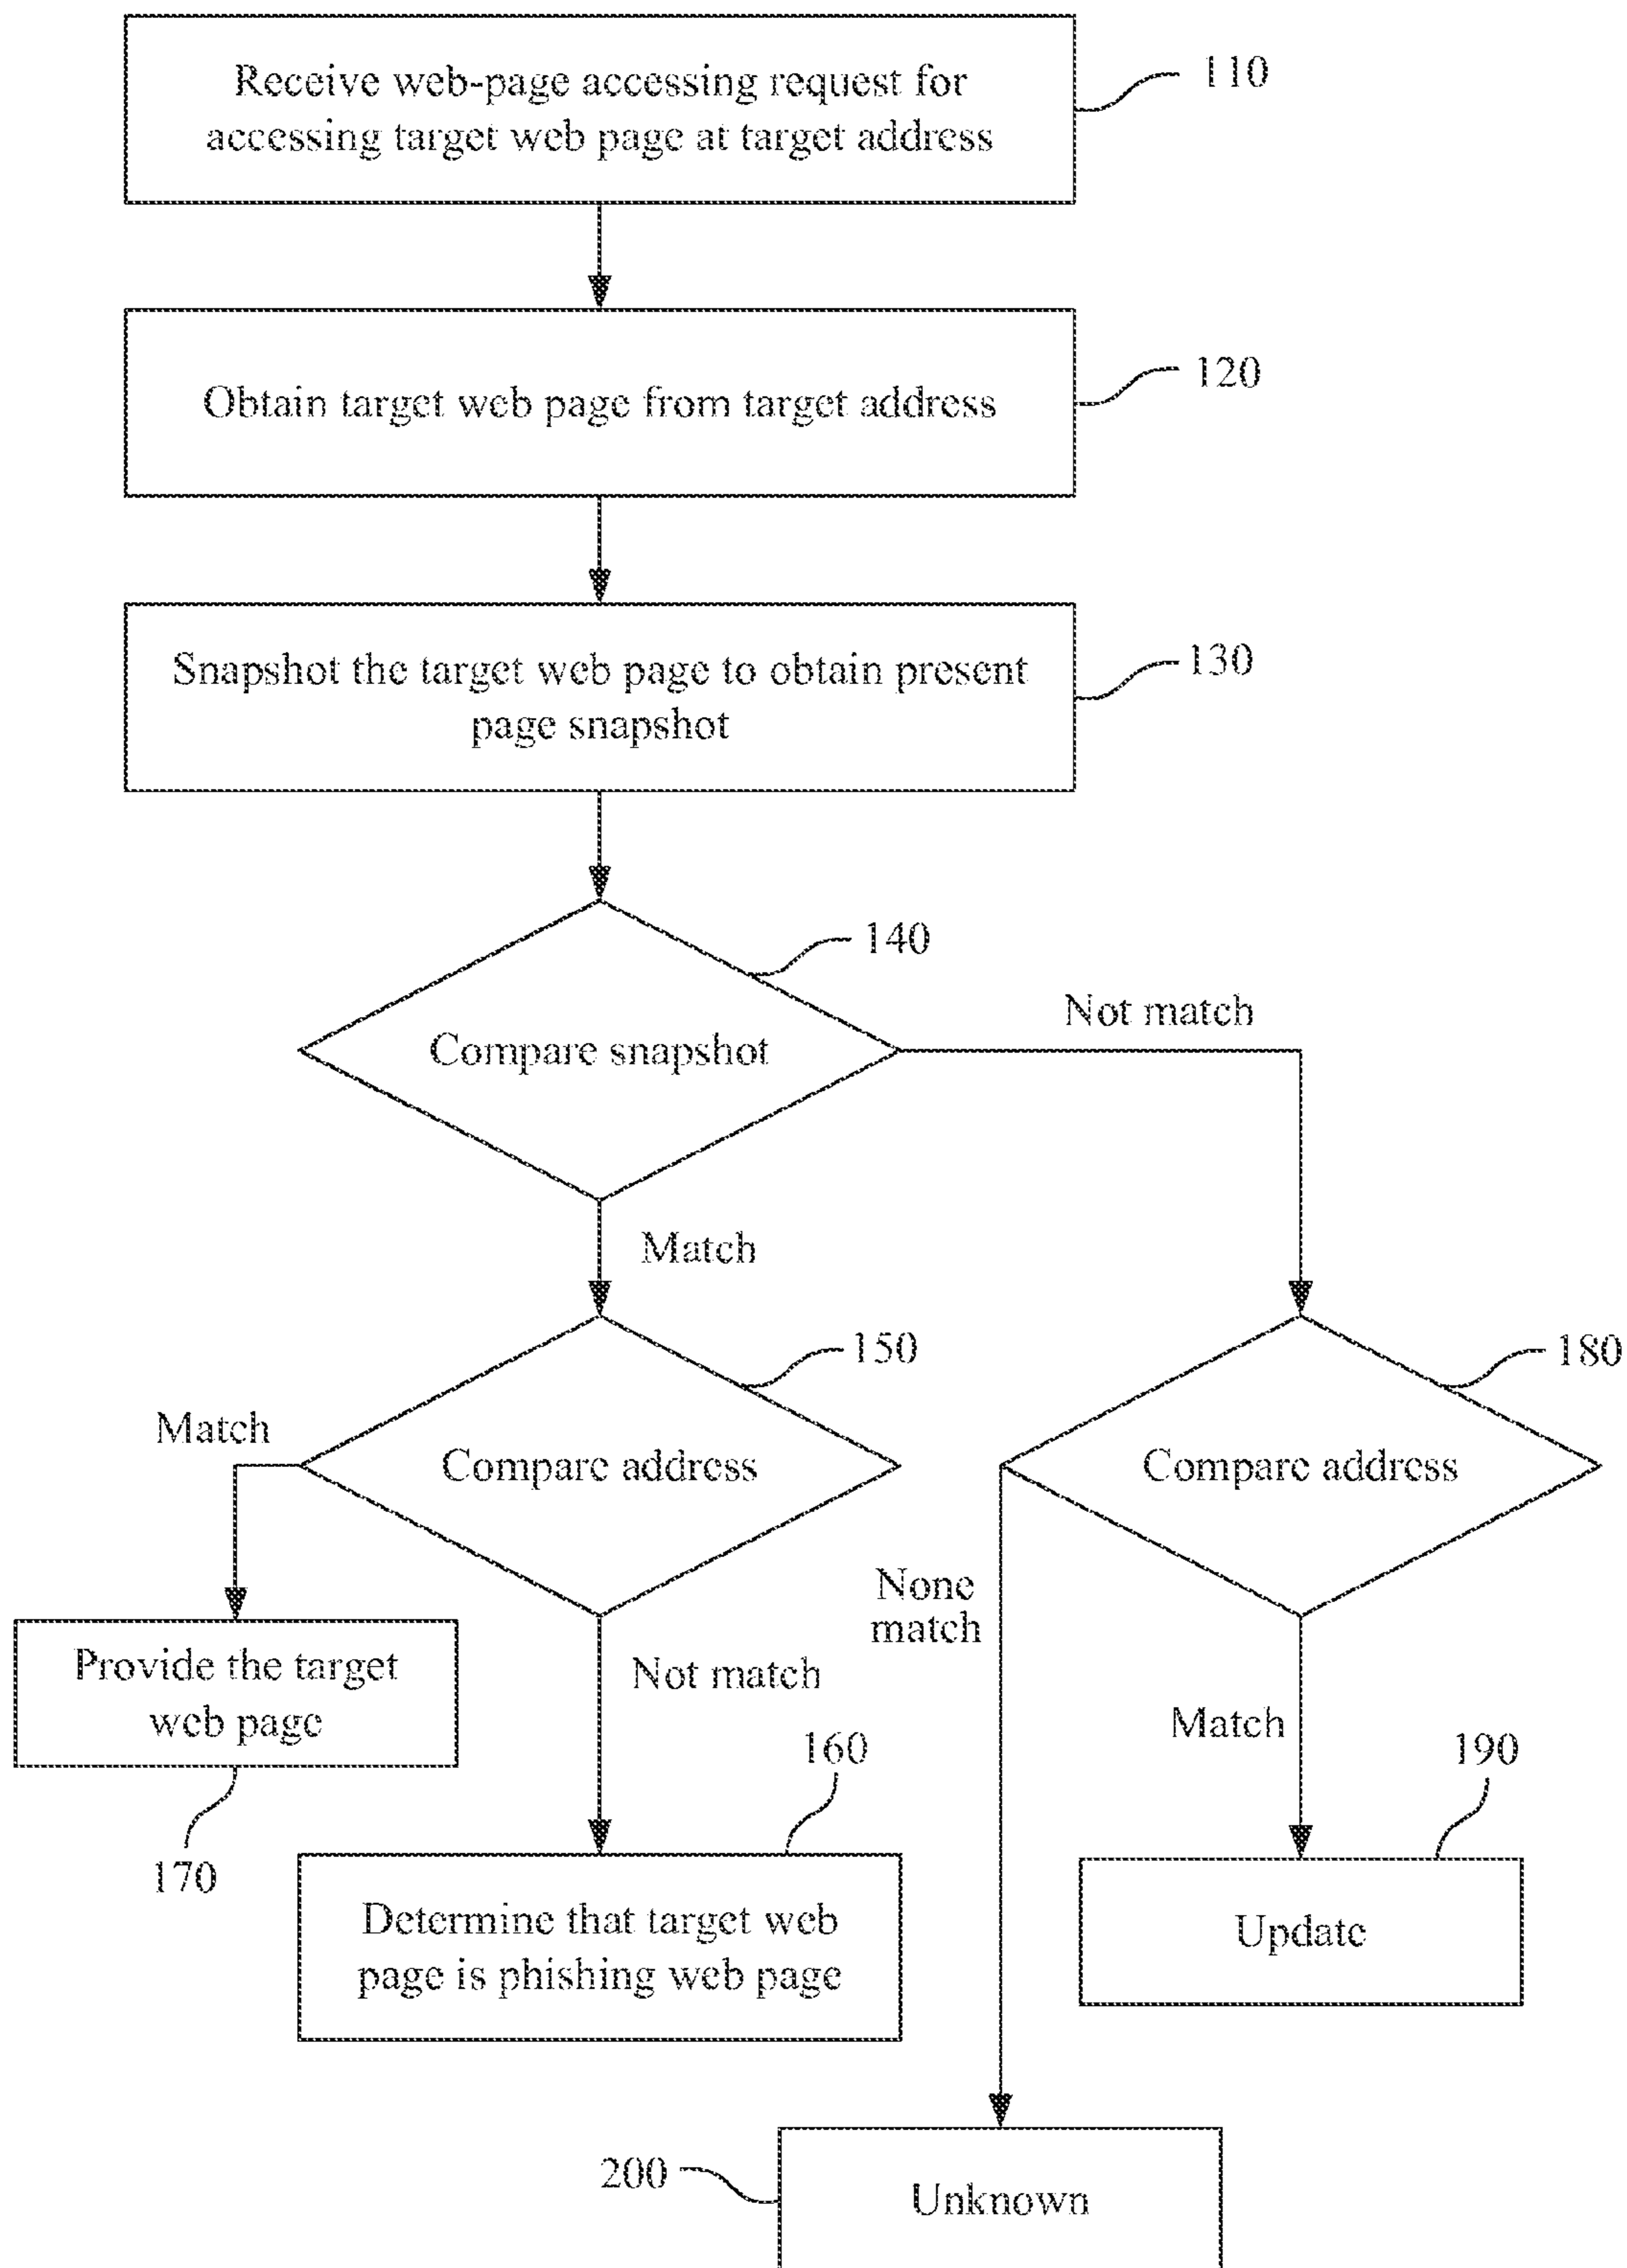 Receive web-page accessing request for
accessing target web page at target address
110
Obtain target web page from target address
120
Snapshot the target web page to obtain present
page snapshot
130
140
Compare snapshot
Not match
Match
150
180
Match
Compare address
Compare address
None
match
Provide the target
web page
Not match
Match
160
190
170
Determine that target web
page is phishing web page
Update
200
Unknown